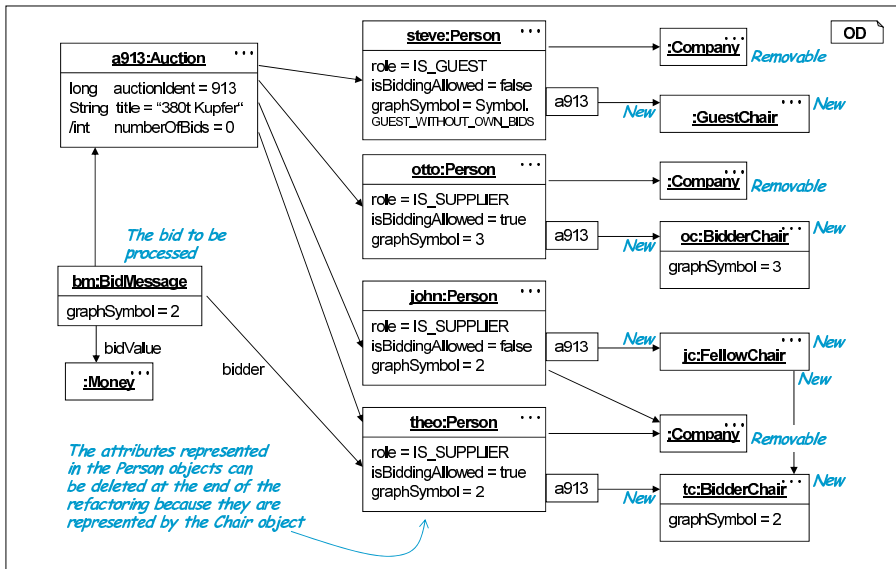 OD
a913:Auction
long auctionIdent = 913
String title = “380t Kupfer“
/int numberOfBids = 0
steve:Person
role = IS_GUEST
isBiddingAllowed = false
graphSymbol = Symbol.
GUEST_WITHOUT_OWN_BIDS
:Company
Removable
a913
New
:GuestChair
New
otto:Person
role = IS_SUPPLIER
isBiddingAllowed = true
graphSymbol = 3
:Company
Removable
a913
New
oc:BidderChair
New
graphSymbol = 3
The bid to be
processed
bm:BidMessage
graphSymbol = 2
bidValue
:Money
bidder
john:Person
role = IS_SUPPLIER
isBiddingAllowed = false
graphSymbol = 2
a913
New
jc:FellowChair
New
New
theo:Person
role = IS_SUPPLIER
isBiddingAllowed = true
graphSymbol = 2
:Company
Removable
a913
New
tc:BidderChair
New
graphSymbol = 2
The attributes represented
in the Person objects can
be deleted at the end of the
refactoring because they are
represented by the Chair object